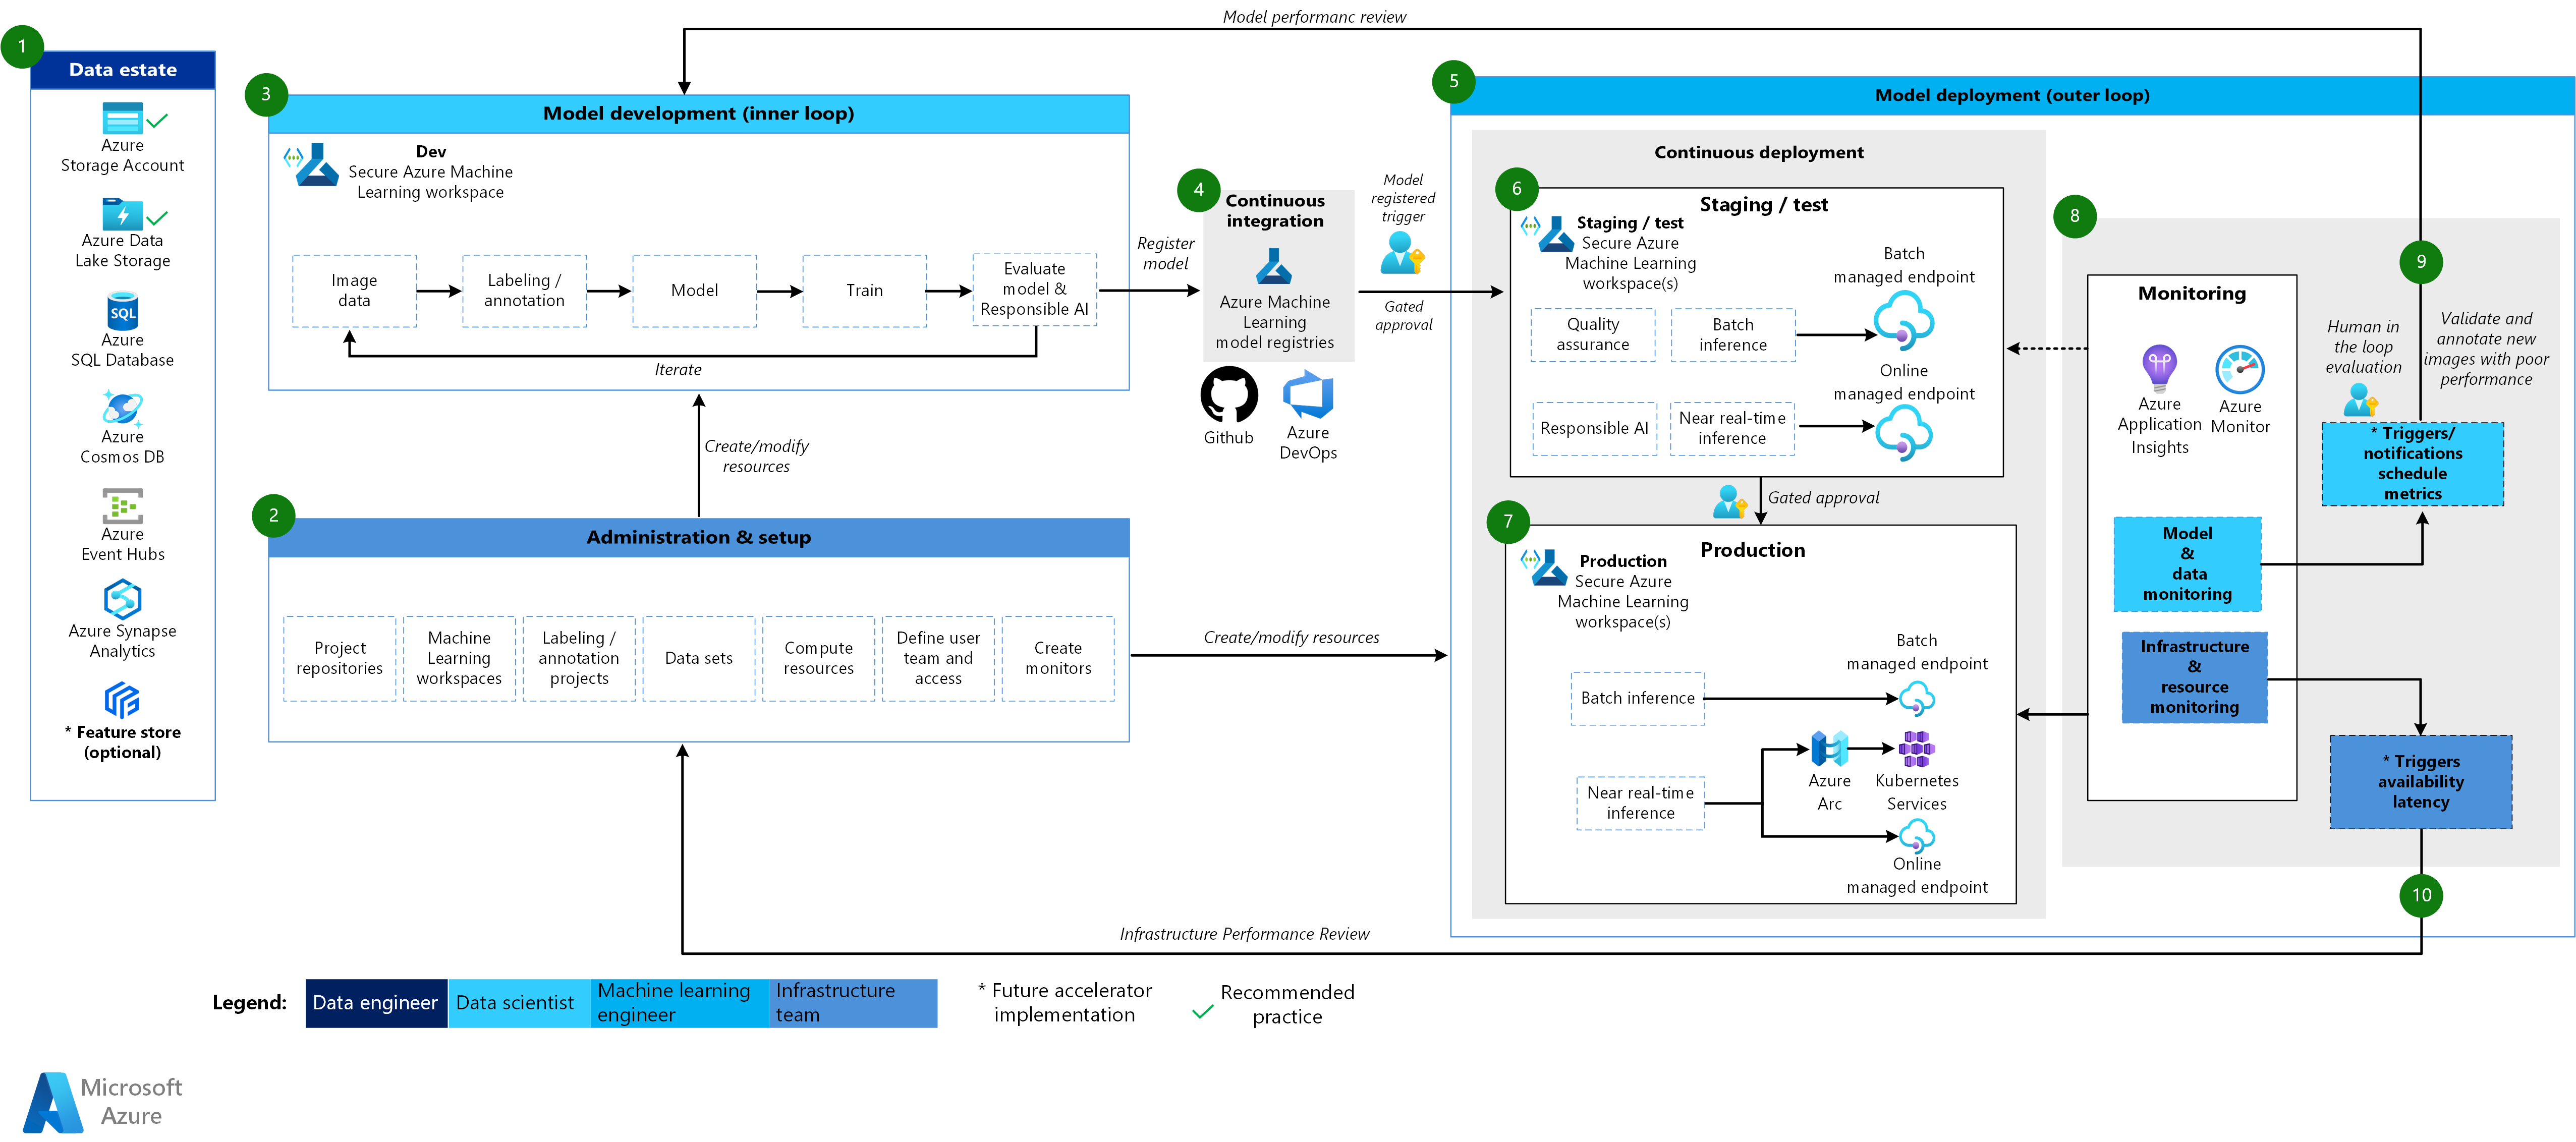 Model performanc review
1
Data estate
Azure
Storage Account
Azure Data
Lake Storage
SQL
Azure
SQL Database
Azure
Cosmos DB
Azure
Event Hubs
Azure Synapse
Analytics
* Feature store
(optional)
3
Model development (inner loop)
Dev
Secure Azure Machine
Learning workspace
Image
data
Labeling /
annotation
Model
Train
Evaluate
model &
Responsible AI
Iterate
Create/modify
resources
2
Administration & setup
Project
repositories
Machine
Learning
workspaces
Labeling /
annotation
projects
Data sets
Compute
resources
Define user
team and
access
Create
monitors
Register
model
4
Continuous
integration
Azure Machine
Learning
model registries
Github
Azure
DevOps
Model
registered
trigger
Gated
approval
Create/modify resources
5
Model deployment (outer loop)
Continuous deployment
6
Staging / test
Staging / test
Secure Azure
Machine Learning
workspace(s)
Quality
assurance
Batch
inference
Batch
managed endpoint
Responsible AI
Near real-time
inference
Online
managed endpoint
Gated approval
7
Production
Production
Secure Azure
Machine Learning
workspace(s)
Batch inference
Batch
managed endpoint
Near real-time
inference
Azure
Arc
Kubernetes
Services
Online
managed endpoint
8
Monitoring
Azure
Application
Insights
Azure
Monitor
Model
&
data
monitoring
Infrastructure
&
resource
monitoring
9
Human in
the loop
evaluation
Validate and
annotate new
images with poor
performance
* Triggers/
notifications
schedule
metrics
* Triggers
availability
latency
10
Infrastructure Performance Review
Legend:
Data engineer
Data scientist
Machine learning
engineer
Infrastructure
team
* Future accelerator
implementation
Recommended
practice
Microsoft
Azure